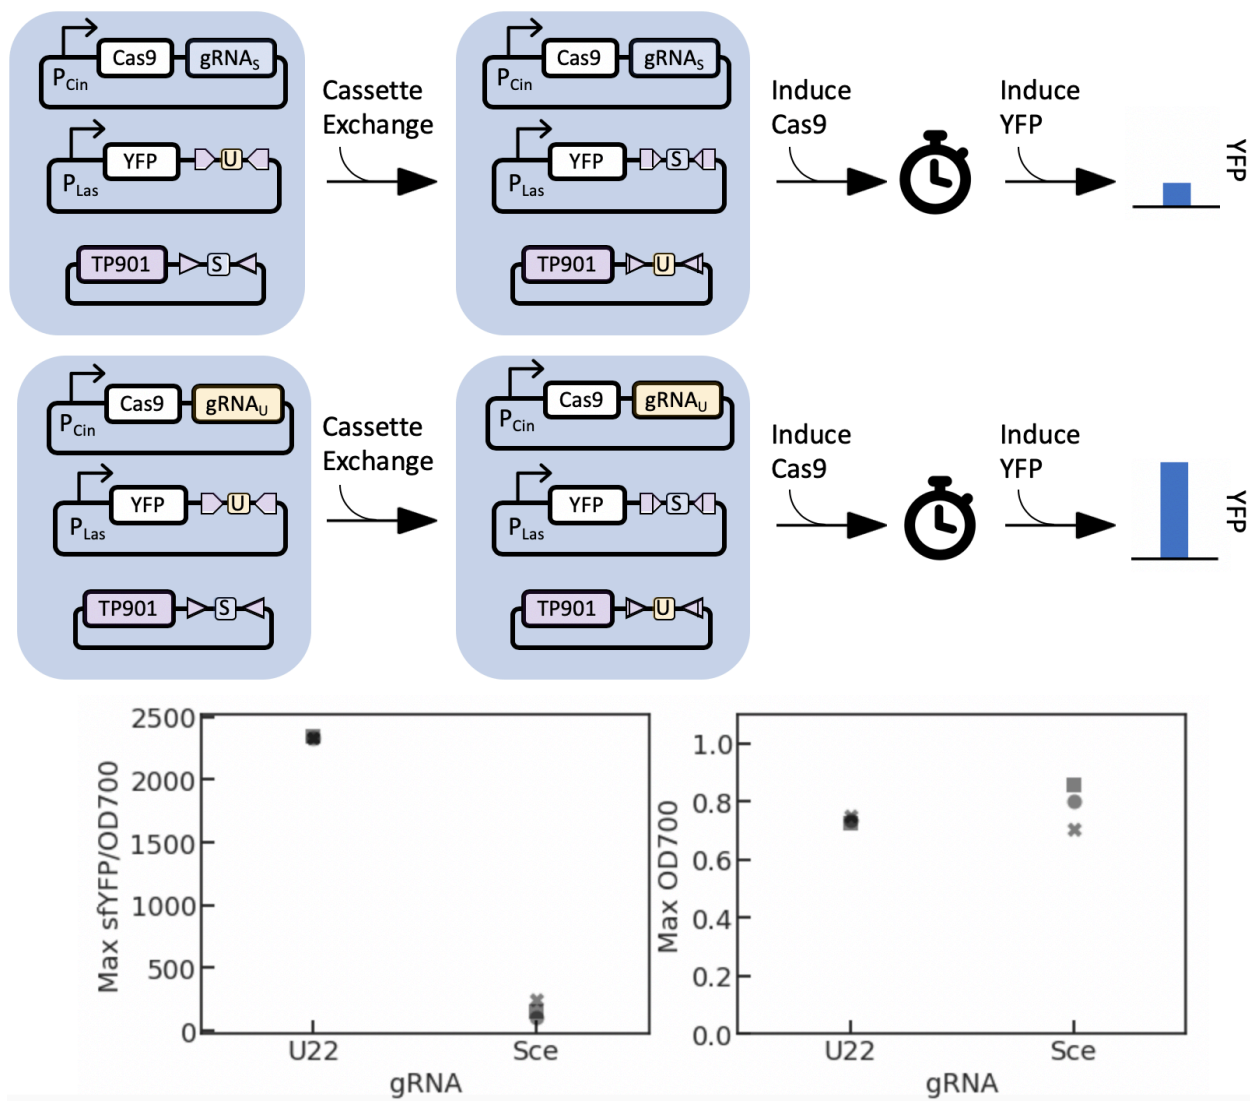 Cas9 gRNAS
PCin
YFP U
PLas
TP901 S
Cassette
Exchange
Cas9 gRNAS
PCin
YFP S
PLas
TP901 U
Induce
Cas9
Induce
YFP
YFP
Cas9 gRNAU
PCin
YFP U
PLas
TP901 S
Cassette
Exchange
Cas9 gRNAU
PCin
YFP S
PLas
TP901 U
Induce
Cas9
Induce
YFP
YFP
Max sfYFP/OD700
2500
2000
1500
1000
500
0
U22 Sce
gRNA
Max OD700
1.0
0.8
0.6
0.4
0.2
0.0
U22 Sce
gRNA